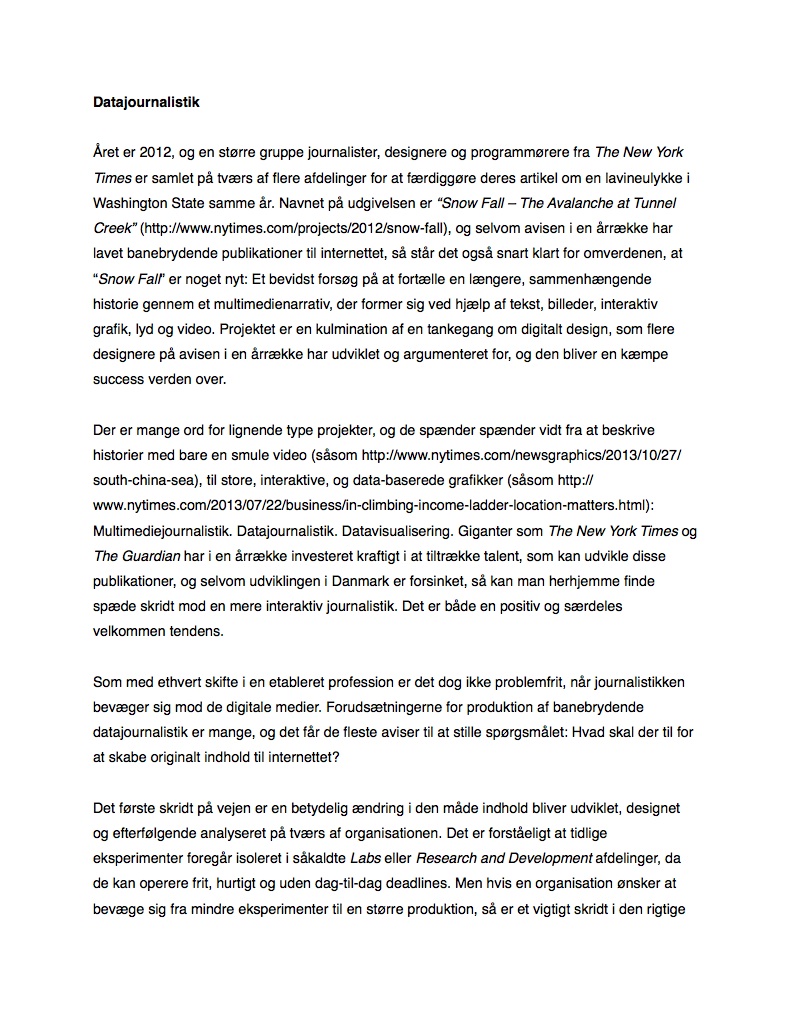 Datajournalistik
Året er 2012, og en større gruppe journalister, designere og programmørere fra The New York
Times er samlet på tværs af flere afdelinger for at færdiggøre deres artikel om en lavineulykke i
Washington State samme år. Navnet på udgivelsen er “Snow Fall – The Avalanche at Tunnel
Creek” (http://www.nytimes.com/projects/2012/snow-fall), og selvom avisen i en årrække har
lavet banebrydende publikationer til internettet, så står det også snart klart for omverdenen, at
“Snow Fall” er noget nyt: Et bevidst forsøg på at fortælle en længere, sammenhængende
historie gennem et multimedienarrativ, der former sig ved hjælp af tekst, billeder, interaktiv
grafik, lyd og video. Projektet er en kulmination af en tankegang om digitalt design, som flere
designere på avisen i en årrække har udviklet og argumenteret for, og den bliver en kæmpe
success verden over.
Der er mange ord for lignende type projekter, og de spænder spænder vidt fra at beskrive
historier med bare en smule video (såsom http://www.nytimes.com/newsgraphics/2013/10/27/
south-china-sea), til store, interaktive, og data-baserede grafikker (såsom http://
www.nytimes.com/2013/07/22/business/in-climbing-income-ladder-location-matters.html):
Multimediejournalistik. Datajournalistik. Datavisualisering. Giganter som The New York Times og
The Guardian har i en årrække investeret kraftigt i at tiltrække talent, som kan udvikle disse
publikationer, og selvom udviklingen i Danmark er forsinket, så kan man herhjemme finde
spæde skridt mod en mere interaktiv journalistik. Det er både en positiv og særdeles
velkommen tendens.
Som med ethvert skifte i en etableret profession er det dog ikke problemfrit, når journalistikken
bevæger sig mod de digitale medier. Forudsætningerne for produktion af banebrydende
datajournalistik er mange, og det får de fleste aviser til at stille spørgsmålet: Hvad skal der til for
at skabe originalt indhold til internettet?
Det første skridt på vejen er en betydelig ændring i den måde indhold bliver udviklet, designet
og efterfølgende analyseret på tværs af organisationen. Det er forståeligt at tidlige
eksperimenter foregår isoleret i såkaldte Labs eller Research and Development afdelinger, da
de kan operere frit, hurtigt og uden dag-til-dag deadlines. Men hvis en organisation ønsker at
bevæge sig fra mindre eksperimenter til en større produktion, så er et vigtigt skridt i den rigtige